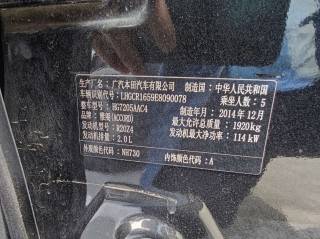 生产厂名: 广汽本田汽车有限公司 制造国: 中华人民共和国
车辆识别代号: LHGCR1659E8090078 乘坐人数: 5
整车型号: HG7205AAC4 制造年月: 2014年12月
品牌: 雅阁(ACCORD) 最大允许总质量: 1920kg
发动机型号: R20Z4 发动机最大净功率: 114kW
发动机排量: 2.0L
外观颜色代码: NH730 内饰颜色代码: A